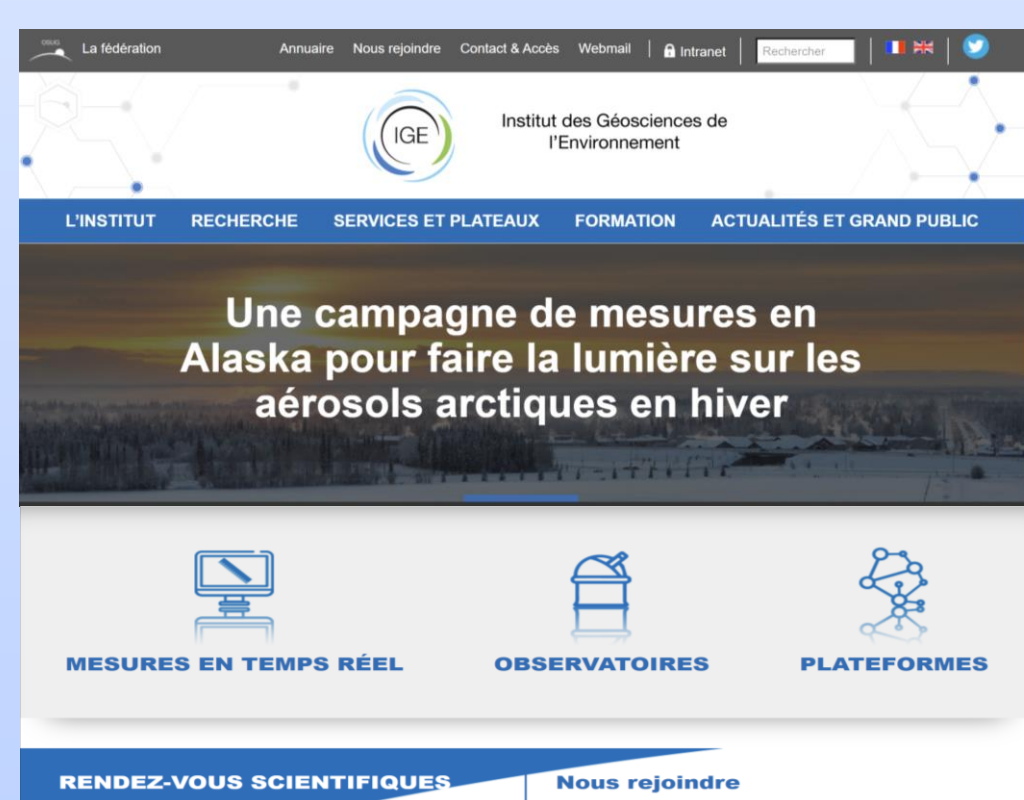 OSUG
La fédération Annuaire Nous rejoindre Contact & Accès Webmail Intranet Rechercher
IGE
Institut des Géosciences de
l'Environnement
L'INSTITUT RECHERCHE SERVICES ET PLATEAUX FORMATION ACTUALITÉS ET GRAND PUBLIC
Une campagne de mesures en
Alaska pour faire la lumière sur les
aérosols arctiques en hiver
MESURES EN TEMPS RÉEL OBSERVATOIRES PLATEFORMES
RENDEZ-VOUS SCIENTIFIQUES Nous rejoindre